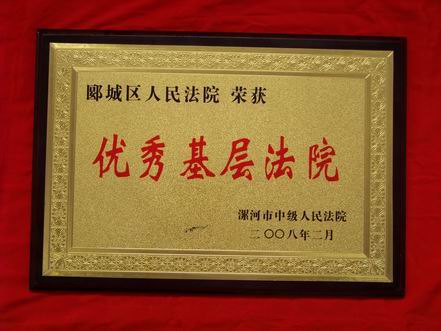 郾城区人民法院 荣获
优秀基层法院
漯河市中级人民法院
二〇〇八年二月